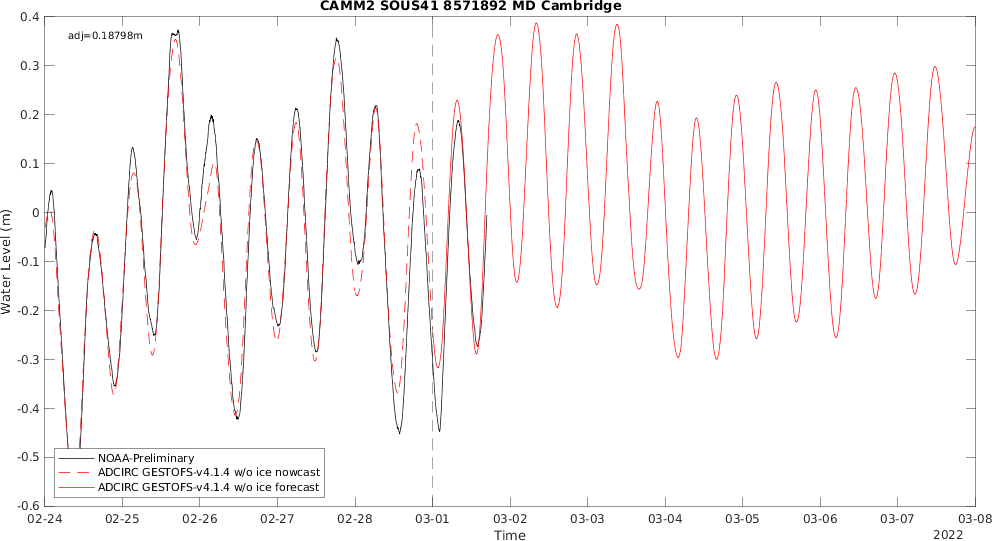 CAMM2 SOUS41 8571892 MD Cambridge
adj=0.18798m
0.4
0.3
0.2
0.1
0
-0.1
-0.2
-0.3
-0.4
-0.5
-0.6
Water Level (m)
NOAA-Preliminary
ADCIRC GESTOFS-v4.1.4 w/o ice nowcast
ADCIRC GESTOFS-v4.1.4 w/o ice forecast
02-24 02-25 02-26 02-27 02-28 03-01 03-02 03-03 03-04 03-05 03-06 03-07 03-08
Time
2022